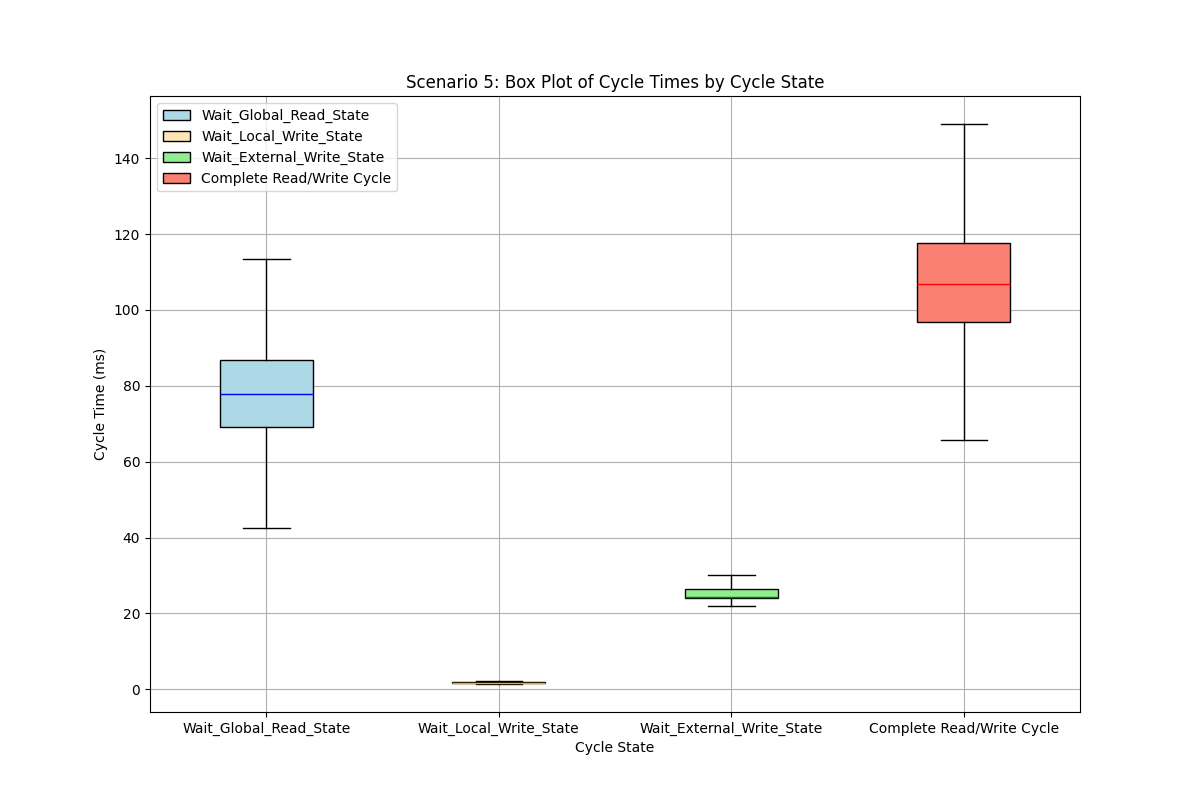 Scenario 5: Box Plot of Cycle Times by Cycle State
Wait_Global_Read_State
Wait_Local_Write_State
Wait_External_Write_State
Complete Read/Write Cycle
140
120
100
80
60
40
20
0
Cycle Time (ms)
Wait_Global_Read_State Wait_Local_Write_State Wait_External_Write_State Complete Read/Write Cycle
Cycle State